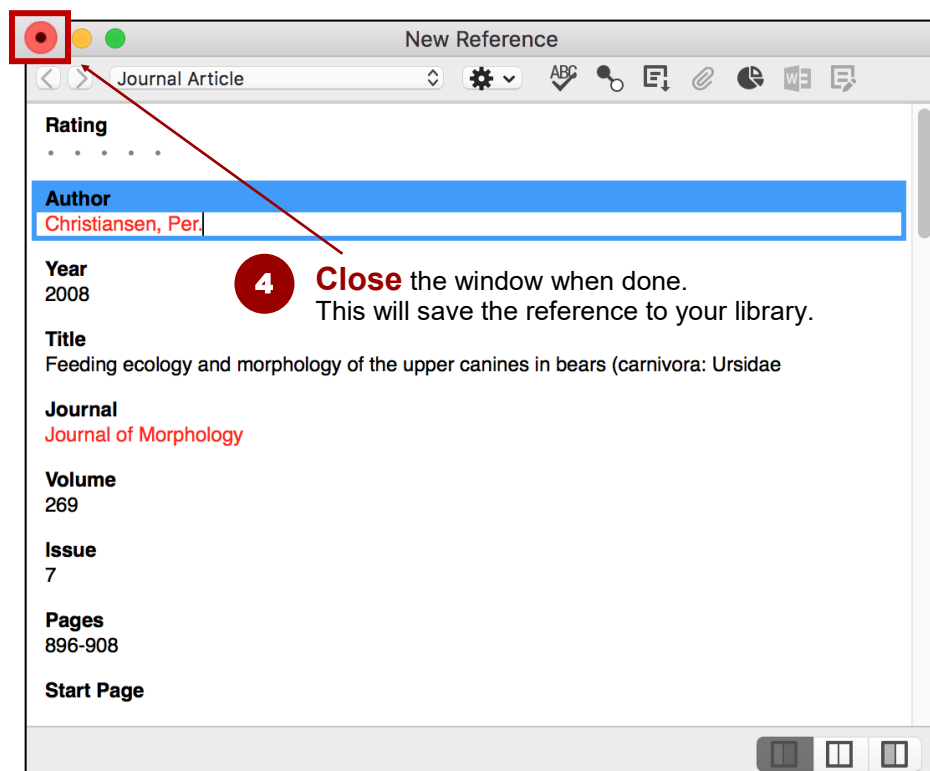 New Reference
Journal Article
ABC
W
Rating
Author
Christiansen, Per.
Year
2008
4
Close the window when done.
This will save the reference to your library.
Title
Feeding ecology and morphology of the upper canines in bears (carnivora: Ursidae
Journal
Journal of Morphology
Volume
269
Issue
7
Pages
896-908
Start Page